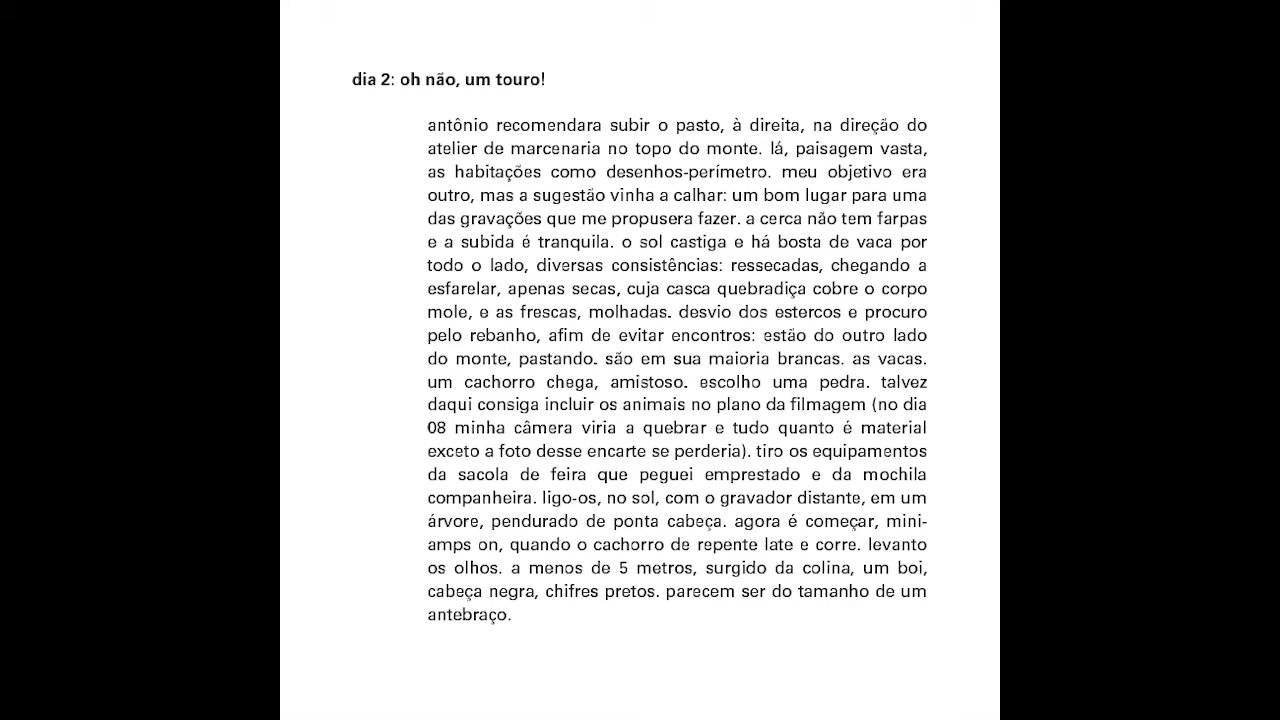 dia 2: oh não, um touro!
antônio recomendara subir o pasto, à direita, na direção do
atelier de marcenaria no topo do monte. lá, paisagem vasta,
as habitações como desenhos-perímetro. meu objetivo era
outro, mas a sugestão vinha a calhar: um bom lugar para uma
das gravações que me propusera fazer. a cerca não tem farpas
e a subida é tranquila. o sol castiga e há bosta de vaca por
todo o lado, diversas consistências: ressecadas, chegando a
esfarelar, apenas secas, cuja casca quebradiça cobre o corpo
mole, e as frescas, molhadas. desvio dos estercos e procuro
pelo rebanho, afim de evitar encontros: estão do outro lado
do monte, pastando. são em sua maioria brancas. as vacas.
um cachorro chega, amistoso. escolho uma pedra. talvez
daqui consiga incluir os animais no plano da filmagem (no dia
08 minha câmera viria a quebrar e tudo quanto é material
exceto a foto desse encarte se perderia). tiro os equipamentos
da sacola de feira que peguei emprestado e da mochila
companheira. ligo-os, no sol, com o gravador distante, em um
árvore, pendurado de ponta cabeça. agora é começar, mini-
amps on, quando o cachorro de repente late e corre. levanto
os olhos. a menos de 5 metros, surgido da colina, um boi,
cabeça negra, chifres pretos. parecem ser do tamanho de um
antebraço.